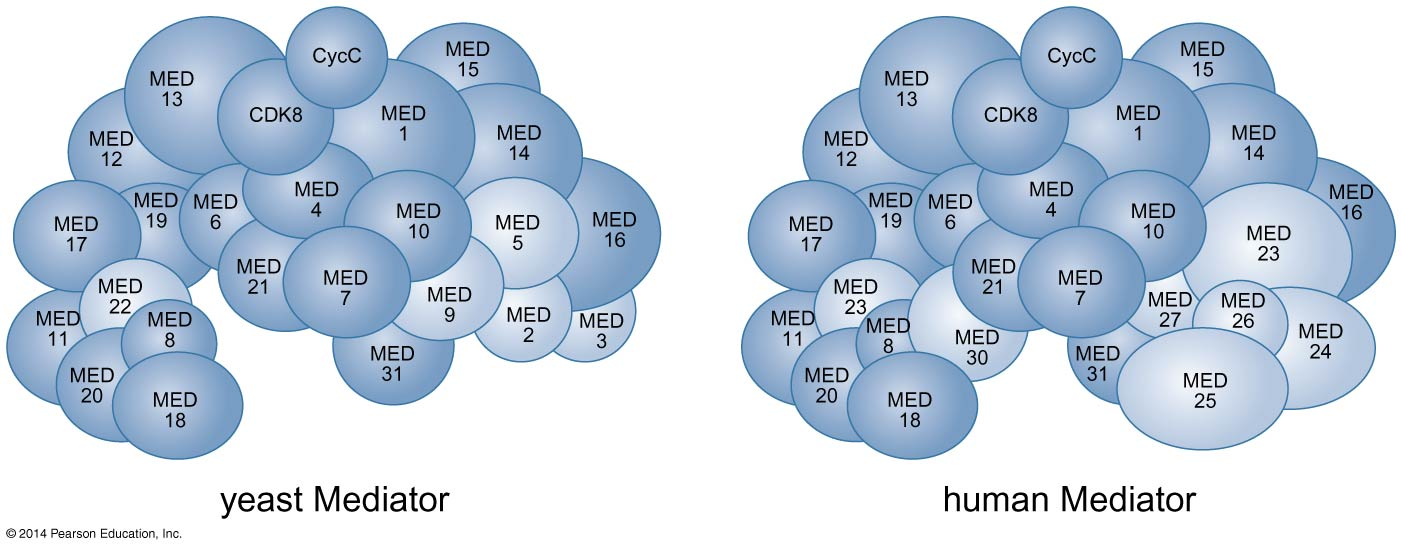 CycC
MED
15
MED
13
CDK8
MED
1
MED
14
MED
12
MED
19
MED
6
MED
4
MED
10
MED
5
MED
16
MED
17
MED
21
MED
7
MED
9
MED
2
MED
3
MED
22
MED
11
MED
8
MED
31
MED
20
MED
18
yeast Mediator
CycC
MED
15
MED
13
CDK8
MED
1
MED
14
MED
12
MED
19
MED
6
MED
4
MED
10
MED
16
MED
23
MED
17
MED
21
MED
7
MED
27
MED
26
MED
24
MED
23
MED
11
MED
8
MED
30
MED
31
MED
25
MED
20
MED
18
human Mediator
© 2014 Pearson Education, Inc.